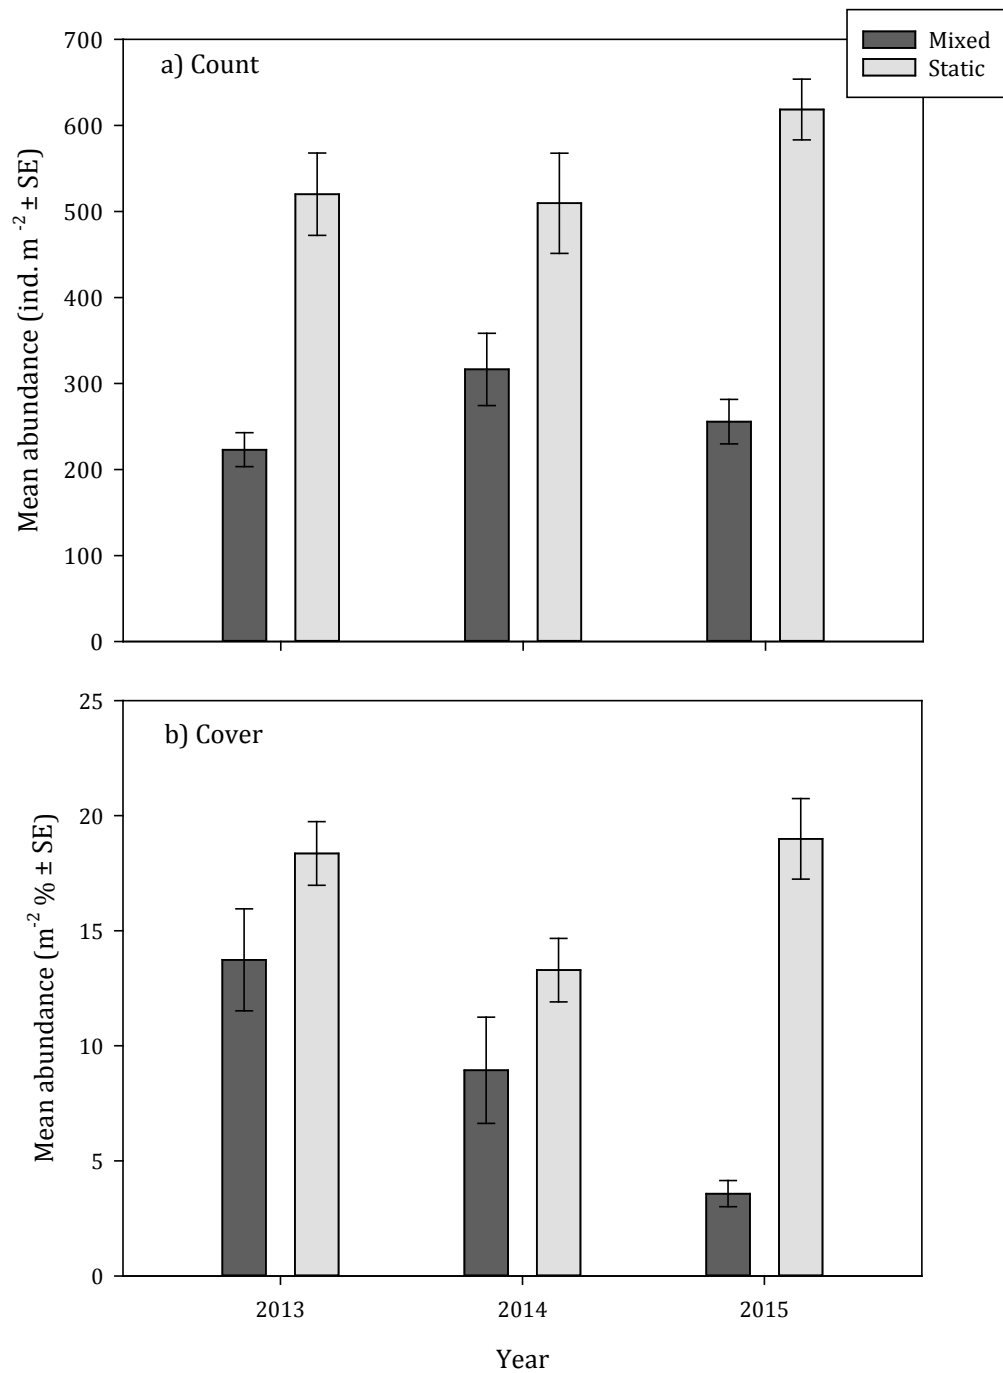 700
a) Count
Mixed
Static
600
500
400
300
200
100
0
Mean abundance (ind. m⁻² ± SE)
25
b) Cover
20
15
10
5
0
Mean abundance (m⁻² % ± SE)
2013 2014 2015
Year